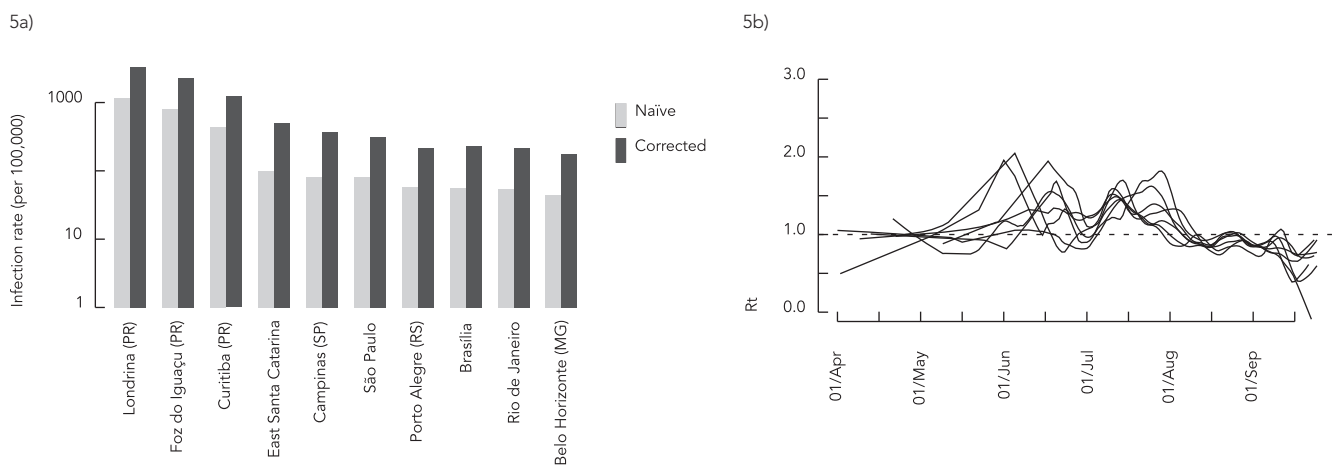 5a)
Infection rate (per 100,000)
1000
10
1
Londrina (PR)
Foz do Iguaçu (PR)
Curitiba (PR)
East Santa Catarina
Campinas (SP)
São Paulo
Porto Alegre (RS)
Brasília
Rio de Janeiro
Belo Horizonte (MG)
Naïve
Corrected
5b)
Rt
3.0
2.0
1.0
0.0
01/Apr
01/May
01/Jun
01/Jul
01/Aug
01/Sep